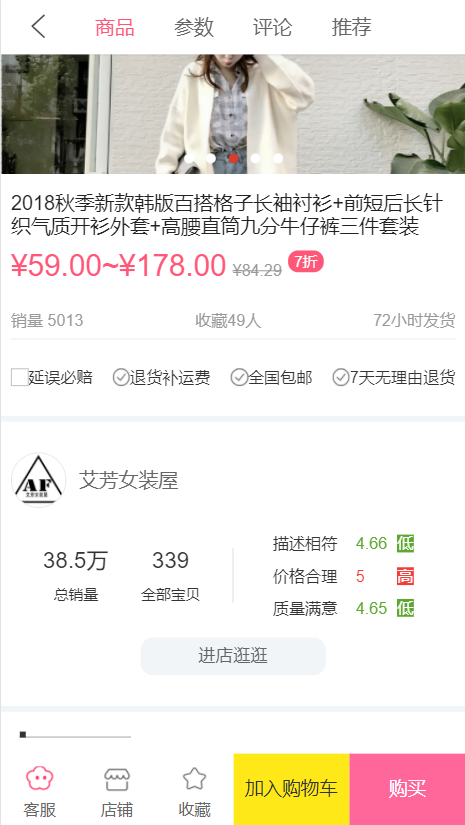 商品 参数 评论 推荐
2018秋季新款韩版百搭格子长袖衬衫+前短后长针
织气质开衫外套+高腰直筒九分牛仔裤三件套装
¥59.00~¥178.00 ¥84.29 7折
销量 5013 收藏49人 72小时发货
延误必赔 退货补运费 全国包邮 7天无理由退货
AF
艾芳女装屋
艾芳女装屋
38.5万 339
总销量 全部宝贝
描述相符 4.66 低
价格合理 5 高
质量满意 4.65 低
进店逛逛
客服 店铺 收藏 加入购物车 购买